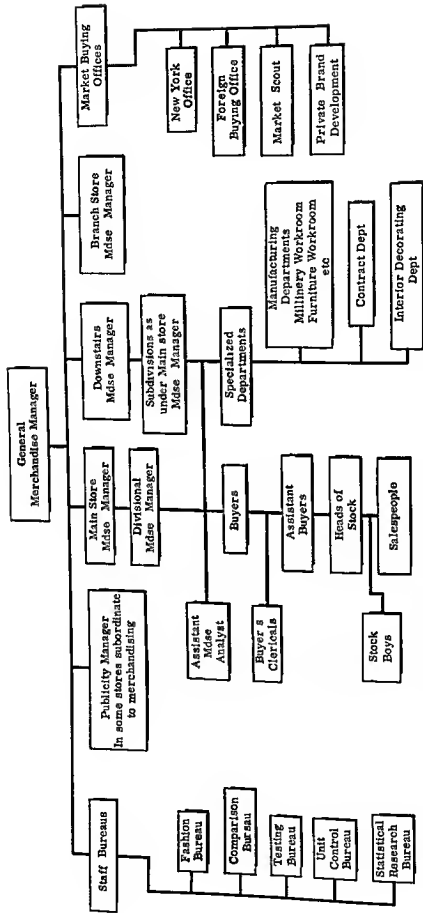 General
Merchandise Manager
Staff Bureaus
Publicity Manager
In some stores subordinate
to merchandising
Main Store
Mdse Manager
Downstairs
Mdse Manager
Branch Store
Mdse Manager
Market Buying
Offices
Fashion
Bureau
Comparison
Bursau
Testing
Bureau
Unit
Control
Bureau
Statistical
Research
Bureau
Divisional
Mdse Manager
Subdivisions as
under Main store
Mdse Manager
Assistant
Mdse
Analyst
Buyers
Specialized
Departments
Buyer s
Clericals
Assistant
Buyers
Heads of
Stock
Stock
Boys
Salespeople
Manufacturing
Departments
Millinery Workroom
Furniture Workroom
etc
Contract Dept
Interior Decorating
Dept
New York
Office
Foreign
Buying Office
Market Scout
Private Brand
Development